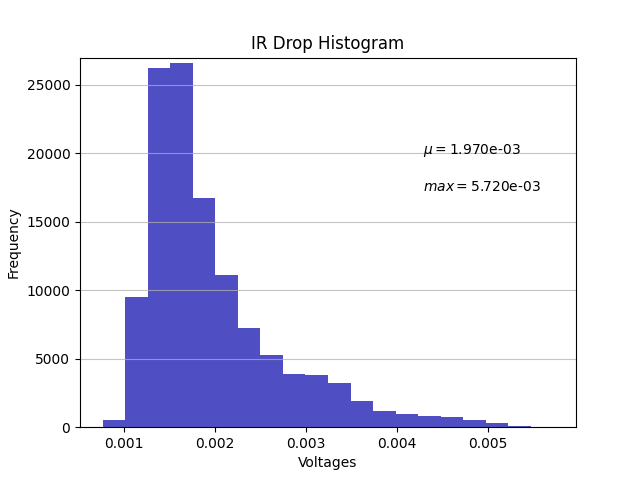 IR Drop Histogram
25000
20000
15000
10000
5000
0
Frequency
μ = 1.970e-03
max = 5.720e-03
0.001 0.002 0.003 0.004 0.005
Voltages